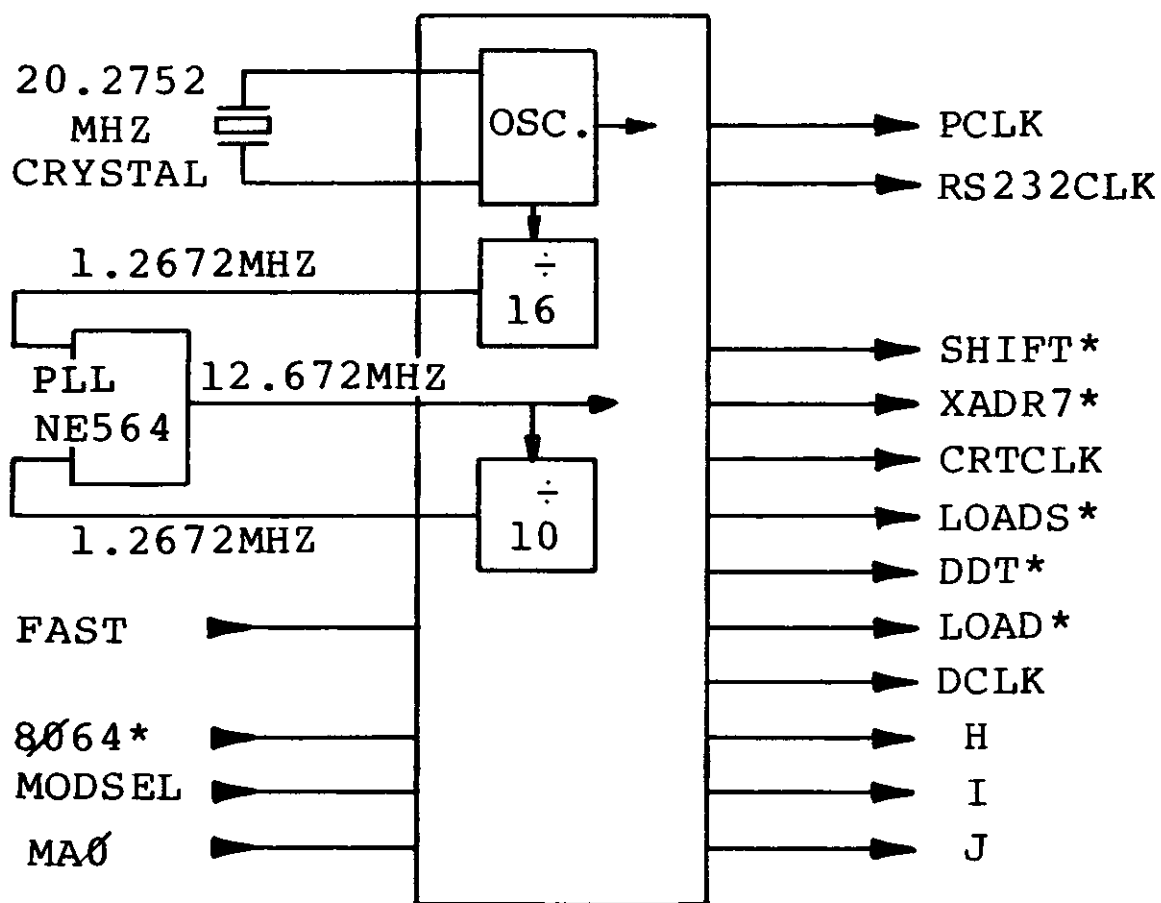 20.2752
MHZ
CRYSTAL
OSC.
÷
16
1.2672MHZ
PLL
NE564
12.672MHZ
÷
10
1.2672MHZ
FAST
8Ø64*
MODSEL
MAØ
PCLK
RS232CLK
SHIFT*
XADR7*
CRTCLK
LOADS*
DDT*
LOAD*
DCLK
H
I
J